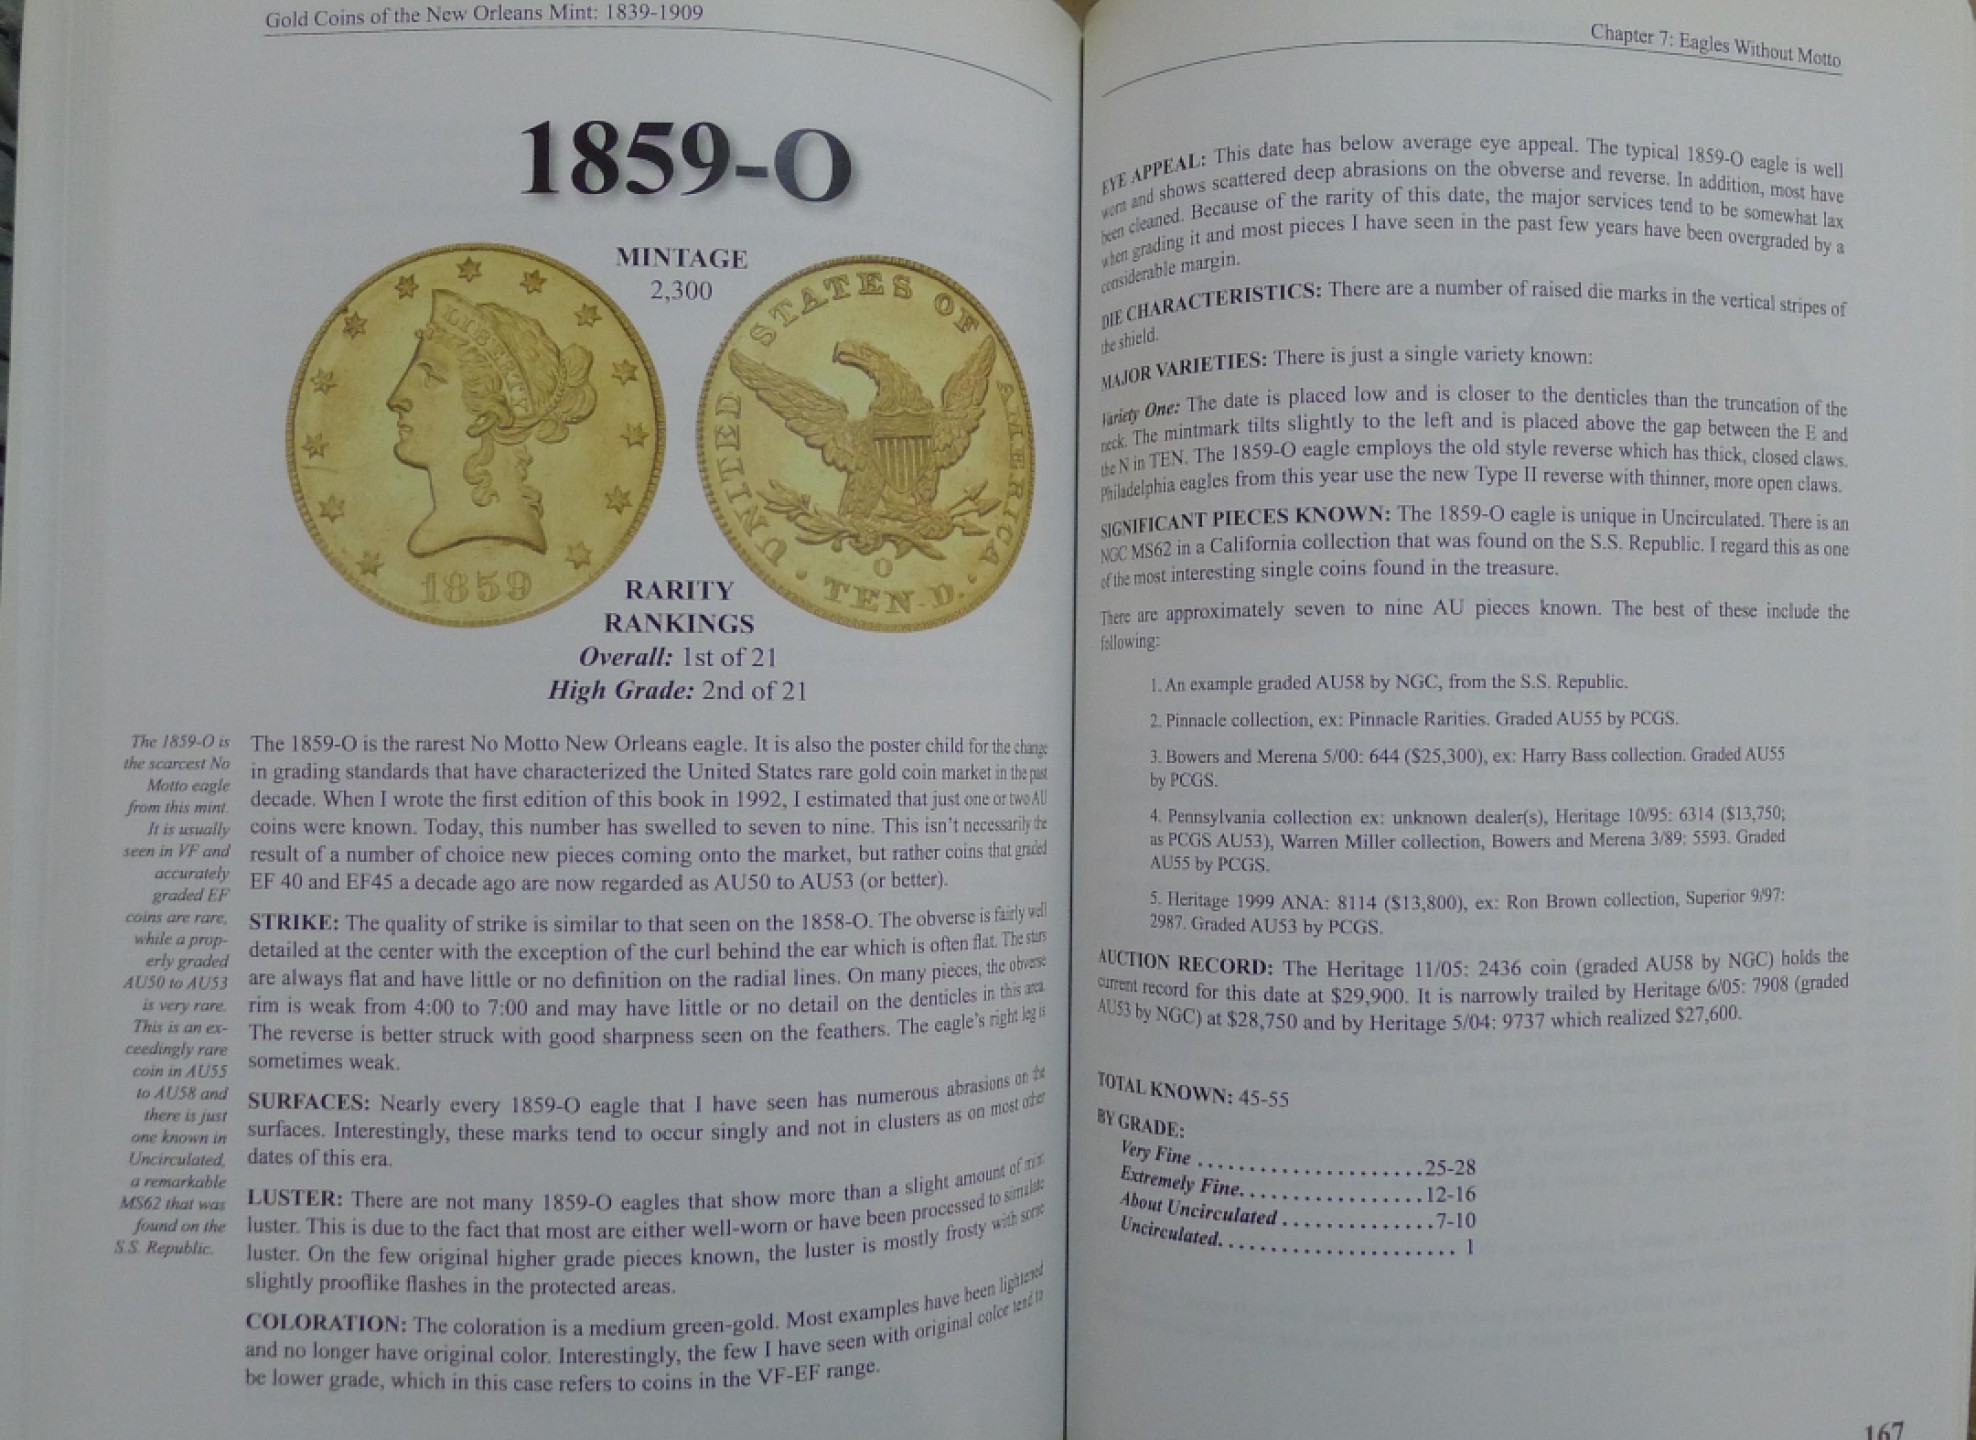 Gold Coins of the New Orleans Mint: 1839-1909
1859-O
MINTAGE
2,300
LIBERTY
1859
UNITED STATES OF AMERICA
O
TEN D.
RARITY
RANKINGS
Overall: 1st of 21
High Grade: 2nd of 21
The 1859-O is
the scarcest No
Motto eagle
from this mint.
It is usually
seen in VF and
accurately
graded EF
coins are rare,
while a prop-
erly graded
AU50 to AU53
is very rare.
This is an ex-
ceedingly rare
coin in AU55
to AU58 and
there is just
one known in
Uncirculated,
a remarkable
MS62 that was
found on the
S.S. Republic.
The 1859-O is the rarest No Motto New Orleans eagle. It is also the poster child for the change
in grading standards that have characterized the United States rare gold coin market in the past
decade. When I wrote the first edition of this book in 1992, I estimated that just one or two AU
coins were known. Today, this number has swelled to seven to nine. This isn't necessarily the
result of a number of choice new pieces coming onto the market, but rather coins that graded
EF 40 and EF45 a decade ago are now regarded as AU50 to AU53 (or better).
STRIKE: The quality of strike is similar to that seen on the 1858-O. The obverse is fairly well
detailed at the center with the exception of the curl behind the ear which is often flat. The stars
are always flat and have little or no definition on the radial lines. On many pieces, the obverse
rim is weak from 4:00 to 7:00 and may have little or no detail on the denticles in this area.
The reverse is better struck with good sharpness seen on the feathers. The eagle's right leg is
sometimes weak.
SURFACES: Nearly every 1859-O eagle that I have seen has numerous abrasions on the
surfaces. Interestingly, these marks tend to occur singly and not in clusters as on most other
dates of this era.
LUSTER: There are not many 1859-O eagles that show more than a slight amount of mint
luster. This is due to the fact that most are either well-worn or have been processed to simulate
luster. On the few original higher grade pieces known, the luster is mostly frosty with some
slightly prooflike flashes in the protected areas.
COLORATION: The coloration is a medium green-gold. Most examples have been lightened
and no longer have original color. Interestingly, the few I have seen with original color tend to
be lower grade, which in this case refers to coins in the VF-EF range.
Chapter 7: Eagles Without Motto
EYE APPEAL: This date has below average eye appeal. The typical 1859-O eagle is well
worn and shows scattered deep abrasions on the obverse and reverse. In addition, most have
been cleaned. Because of the rarity of this date, the major services tend to be somewhat lax
when grading it and most pieces I have seen in the past few years have been overgraded by a
considerable margin.
DIE CHARACTERISTICS: There are a number of raised die marks in the vertical stripes of
the shield.
MAJOR VARIETIES: There is just a single variety known:
Variety One: The date is placed low and is closer to the denticles than the truncation of the
neck. The mintmark tilts slightly to the left and is placed above the gap between the E and
the N in TEN. The 1859-O eagle employs the old style reverse which has thick, closed claws.
Philadelphia eagles from this year use the new Type II reverse with thinner, more open claws.
SIGNIFICANT PIECES KNOWN: The 1859-O eagle is unique in Uncirculated. There is an
NGC MS62 in a California collection that was found on the S.S. Republic. I regard this as one
of the most interesting single coins found in the treasure.
There are approximately seven to nine AU pieces known. The best of these include the
following:
1. An example graded AU58 by NGC, from the S.S. Republic.
2. Pinnacle collection, ex: Pinnacle Rarities. Graded AU55 by PCGS.
3. Bowers and Merena 5/00: 644 ($25,300), ex: Harry Bass collection. Graded AU55
by PCGS.
4. Pennsylvania collection ex: unknown dealer(s), Heritage 10/95: 6314 ($13,750;
as PCGS AU53), Warren Miller collection, Bowers and Merena 3/89: 5593. Graded
AU55 by PCGS.
5. Heritage 1999 ANA: 8114 ($13,800), ex: Ron Brown collection, Superior 9/97:
2987. Graded AU53 by PCGS.
AUCTION RECORD: The Heritage 11/05: 2436 coin (graded AU58 by NGC) holds the
current record for this date at $29,900. It is narrowly trailed by Heritage 6/05: 7908 (graded
AU53 by NGC) at $28,750 and by Heritage 5/04: 9737 which realized $27,600.
TOTAL KNOWN: 45-55
BY GRADE:
Very Fine ......................25-28
Extremely Fine..................12-16
About Uncirculated ...............7-10
Uncirculated....................... 1
167